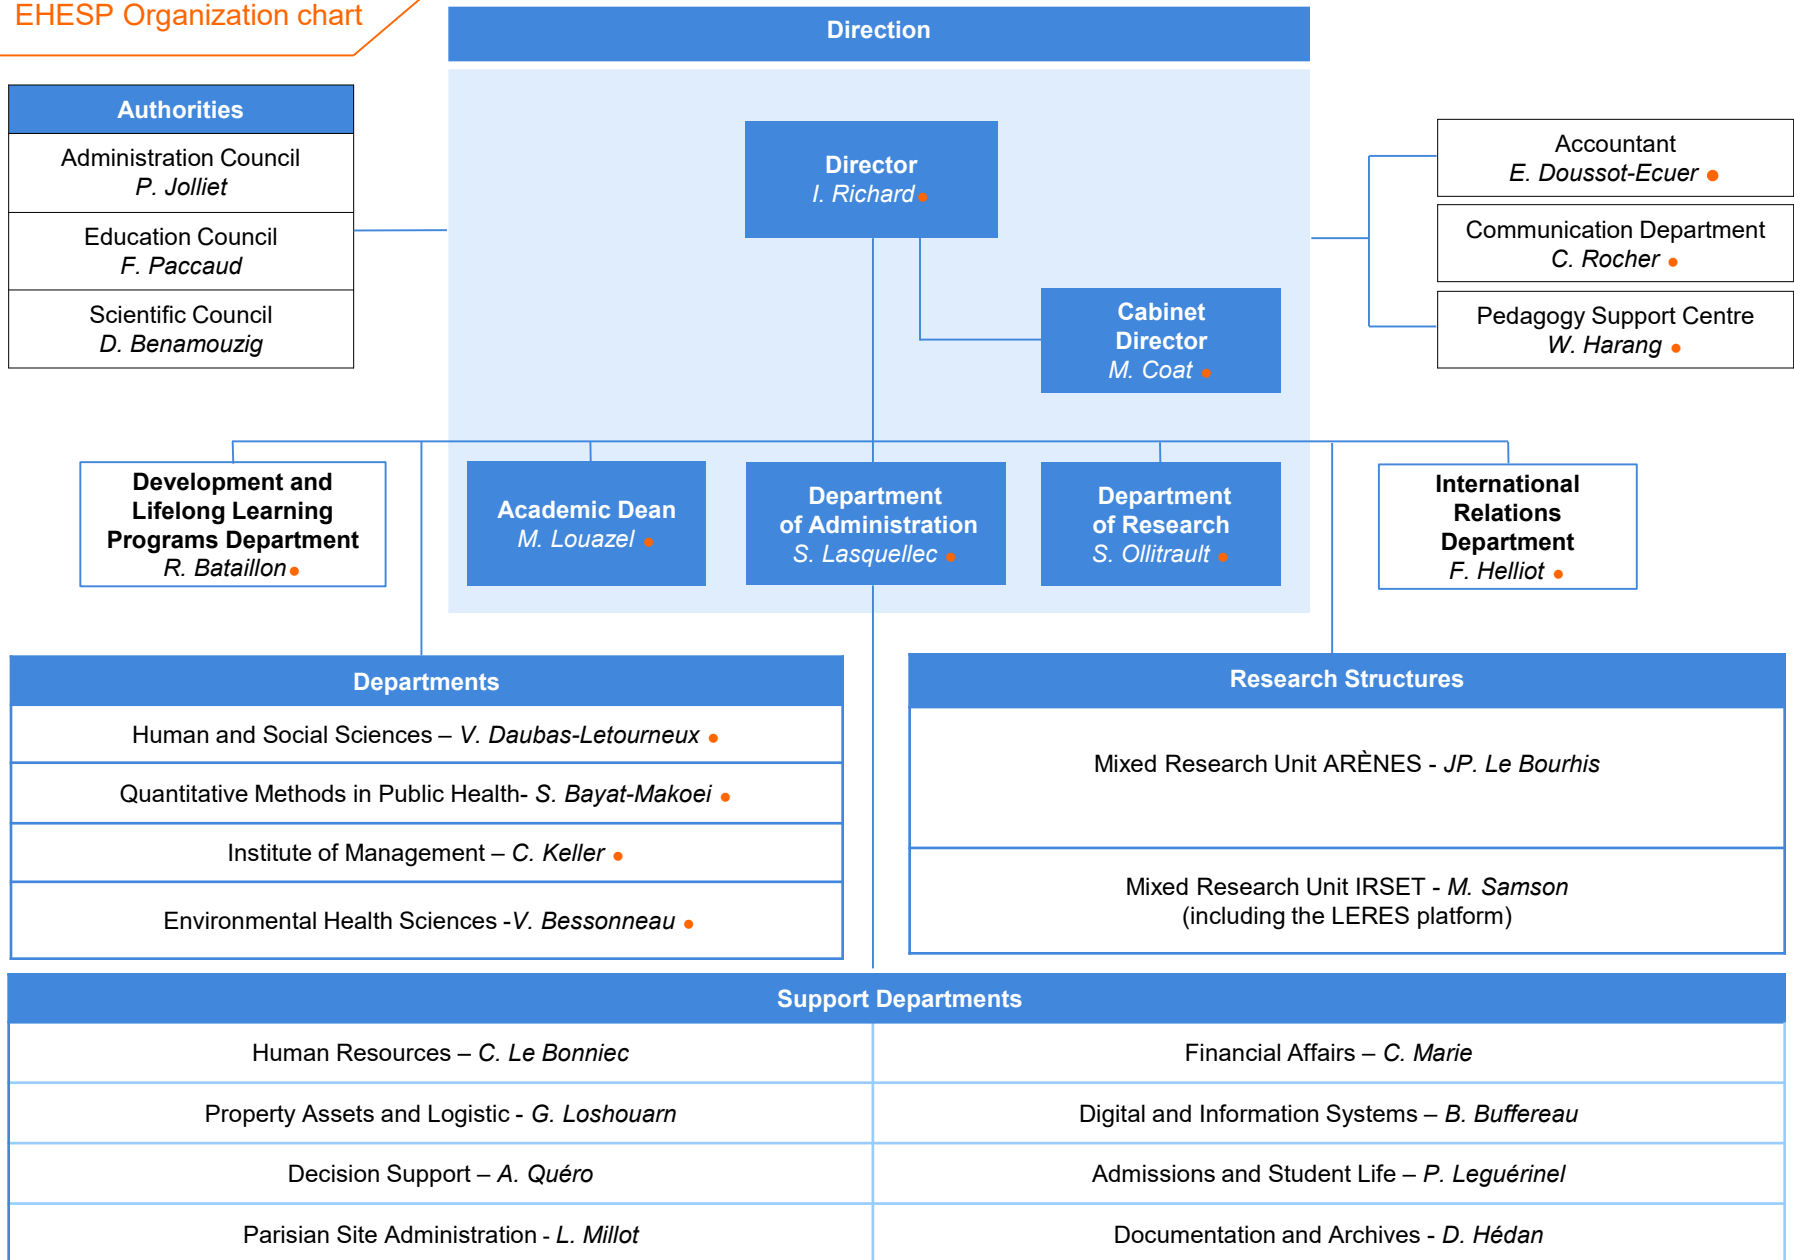 EHESP Organization chart
Direction
Authorities
Administration Council
P. Jolliet
Education Council
F. Paccaud
Scientific Council
D. Benamouzig
Director
I. Richard
Cabinet
Director
M. Coat
Accountant
E. Doussot-Ecuer
Communication Department
C. Rocher
Pedagogy Support Centre
W. Harang
Development and
Lifelong Learning
Programs Department
R. Bataillon
Academic Dean
M. Louazel
Department
of Administration
S. Lasquellec
Department
of Research
S. Ollitrault
International
Relations
Department
F. Helliot
Departments
Human and Social Sciences – V. Daubas-Letourneux
Quantitative Methods in Public Health- S. Bayat-Makoei
Institute of Management – C. Keller
Environmental Health Sciences -V. Bessonneau
Research Structures
Mixed Research Unit ARÈNES - JP. Le Bourhis
Mixed Research Unit IRSET - M. Samson
(including the LERES platform)
Support Departments
Human Resources – C. Le Bonniec
Financial Affairs – C. Marie
Property Assets and Logistic - G. Loshouarn
Digital and Information Systems – B. Buffereau
Decision Support – A. Quéro
Admissions and Student Life – P. Leguérinel
Parisian Site Administration - L. Millot
Documentation and Archives - D. Hédan